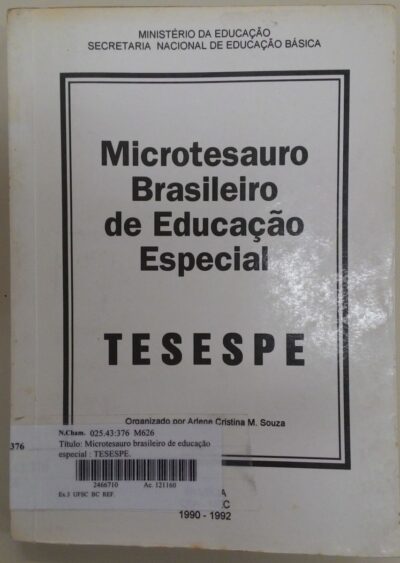 MINISTÉRIO DA EDUCAÇÃO
SECRETARIA NACIONAL DE EDUCAÇÃO BÁSICA
Microtesauro
Brasileiro
de Educação
Especial
TESESPE
Organizado por Arlene Cristina M. Souza
N.Cham. 025.43:376 M626
Título: Microtesauro brasileiro de educação
especial : TESESPE.
376
2466710 Ac. 121160
Ex.3 UFSC BC REF.
A
C
1990 - 1992